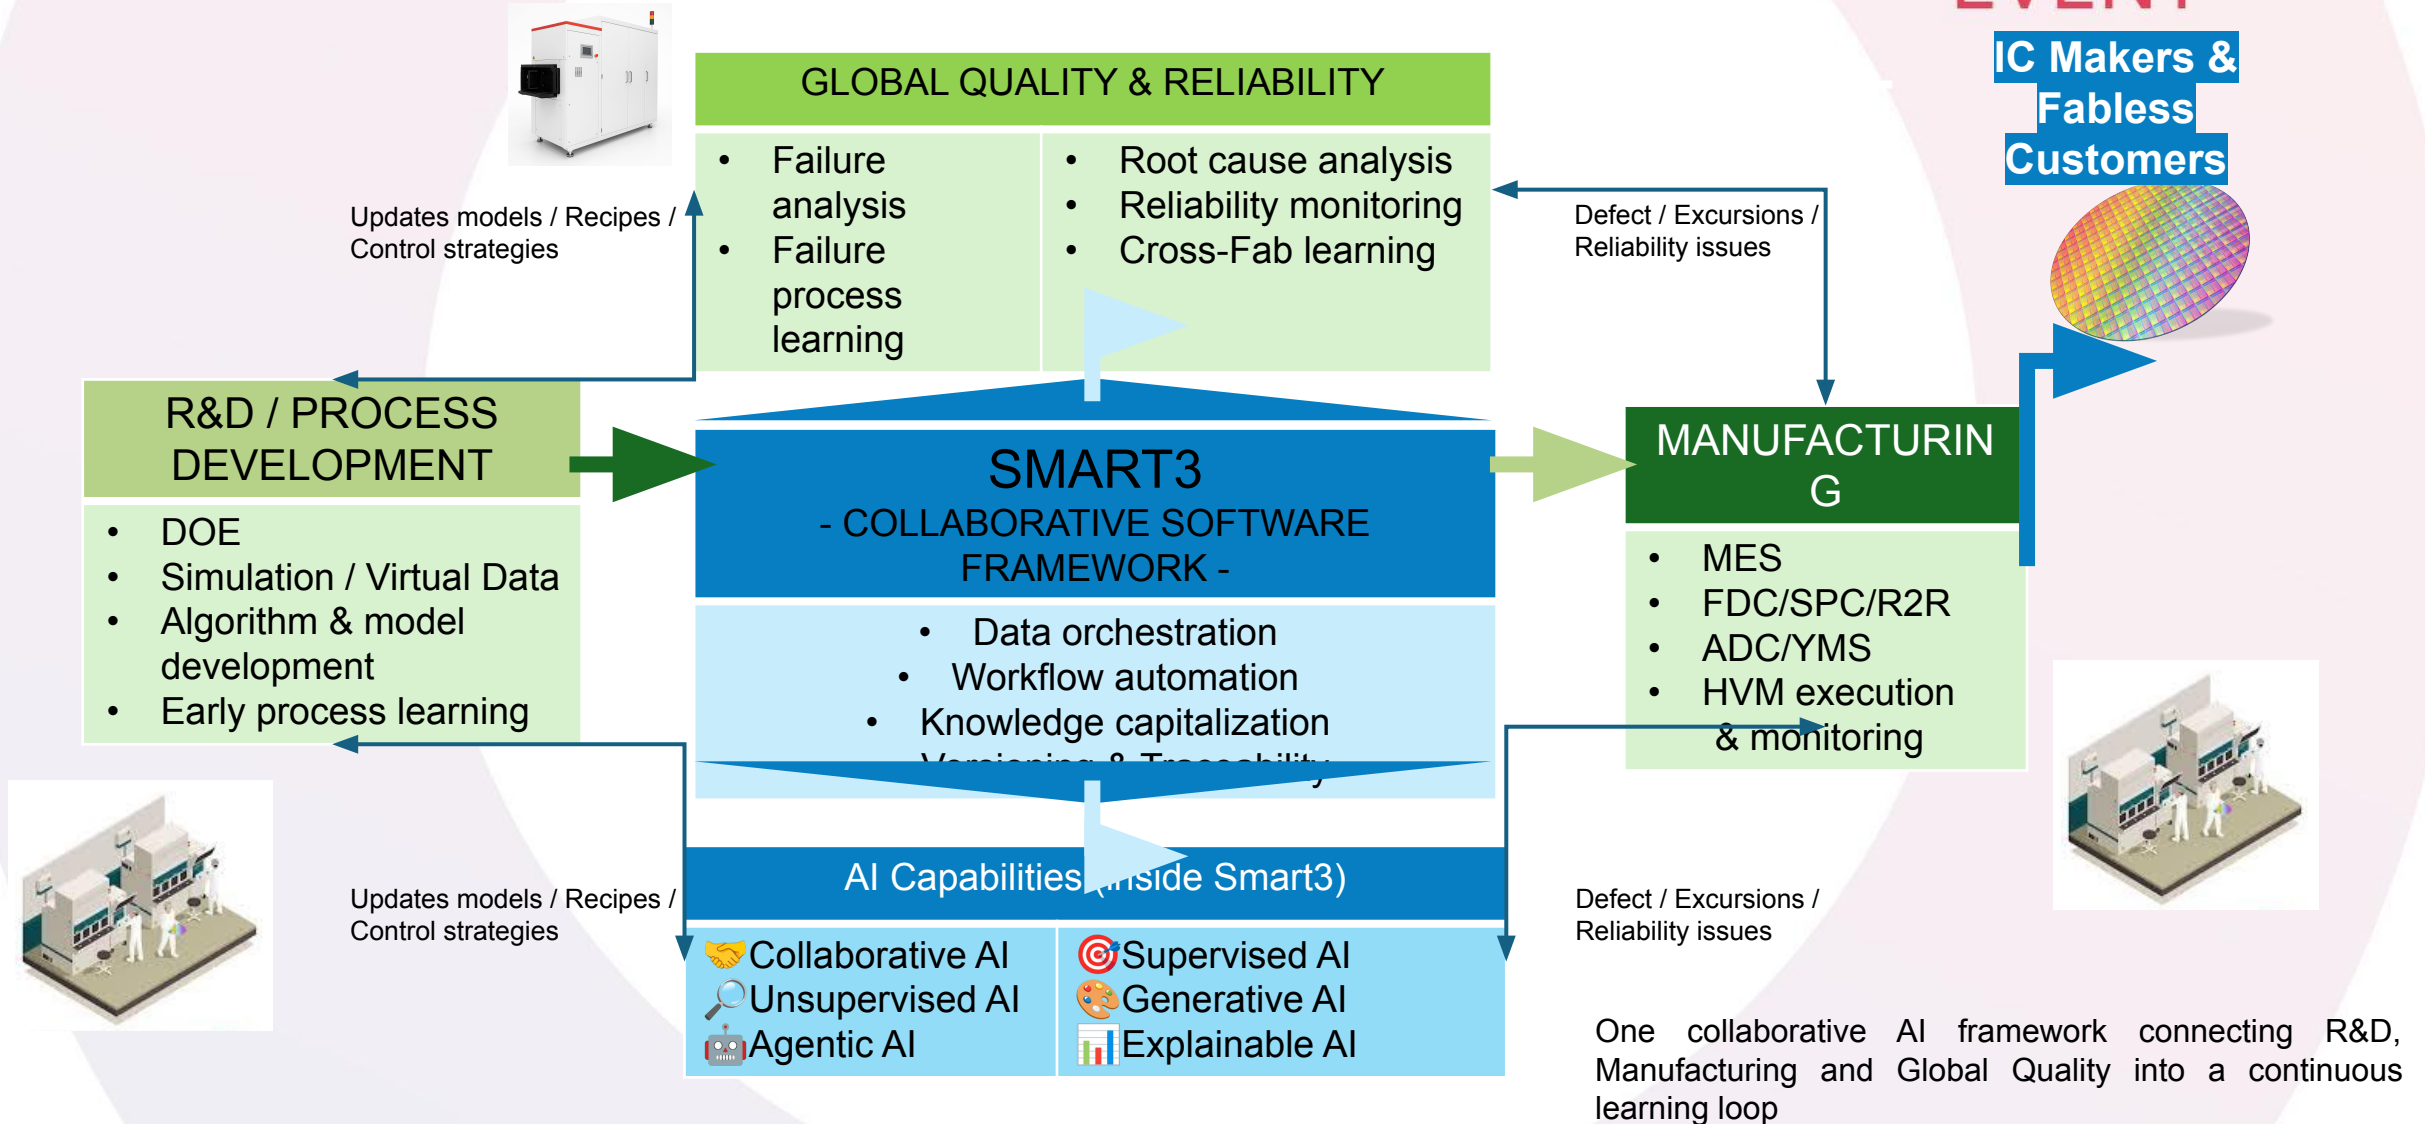 EVENT
IC Makers &
Fabless
Customers
GLOBAL QUALITY & RELIABILITY
• Failure
analysis
• Failure
process
learning
• Root cause analysis
• Reliability monitoring
• Cross-Fab learning
Updates models / Recipes /
Control strategies
Defect / Excursions /
Reliability issues
R&D / PROCESS
DEVELOPMENT
• DOE
• Simulation / Virtual Data
• Algorithm & model
development
• Early process learning
SMART3
- COLLABORATIVE SOFTWARE
FRAMEWORK -
• Data orchestration
• Workflow automation
• Knowledge capitalization
Versioning & Traceability
MANUFACTURIN
G
• MES
• FDC/SPC/R2R
• ADC/YMS
• HVM execution
& monitoring
Updates models / Recipes /
Control strategies
AI Capabilities (inside Smart3)
🤝Collaborative AI
🔎Unsupervised AI
🤖Agentic AI
🎯Supervised AI
🎨Generative AI
📊Explainable AI
Defect / Excursions /
Reliability issues
One collaborative AI framework connecting R&D,
Manufacturing and Global Quality into a continuous
learning loop